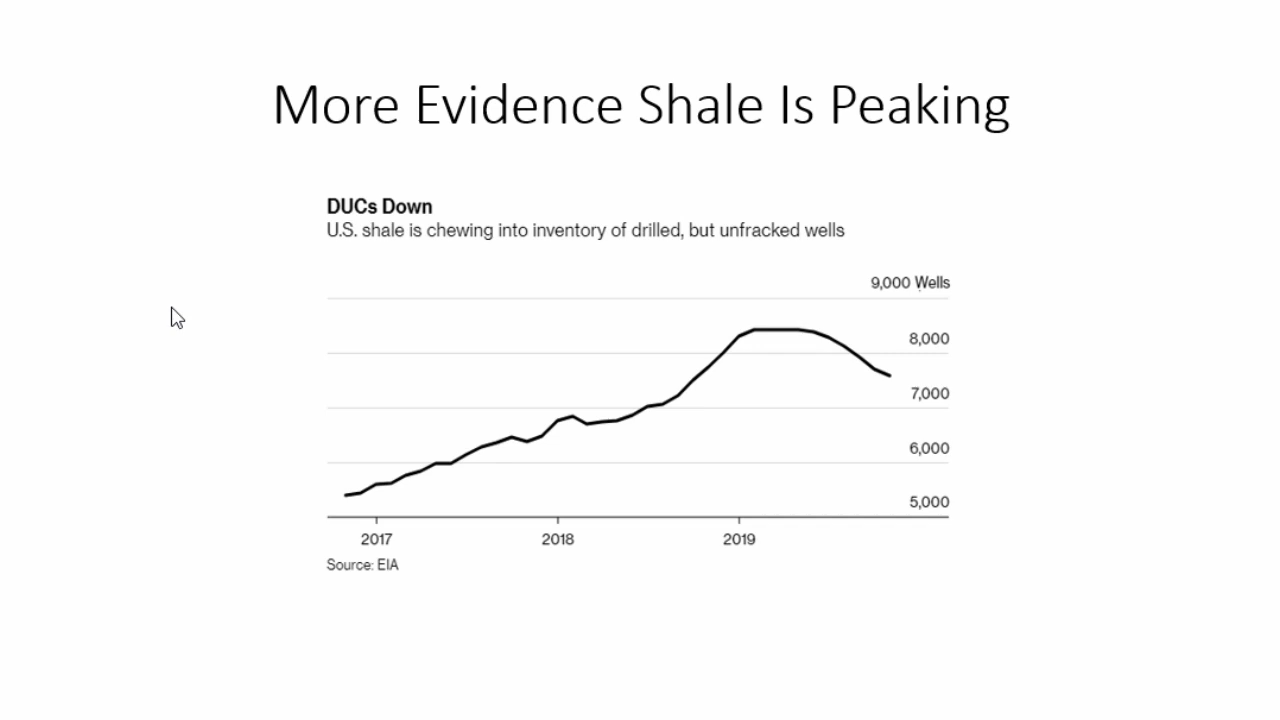 More Evidence Shale Is Peaking
DUCs Down
U.S. shale is chewing into inventory of drilled, but unfracked wells
9,000 Wells
8,000
7,000
6,000
5,000
2017 2018 2019
Source: EIA